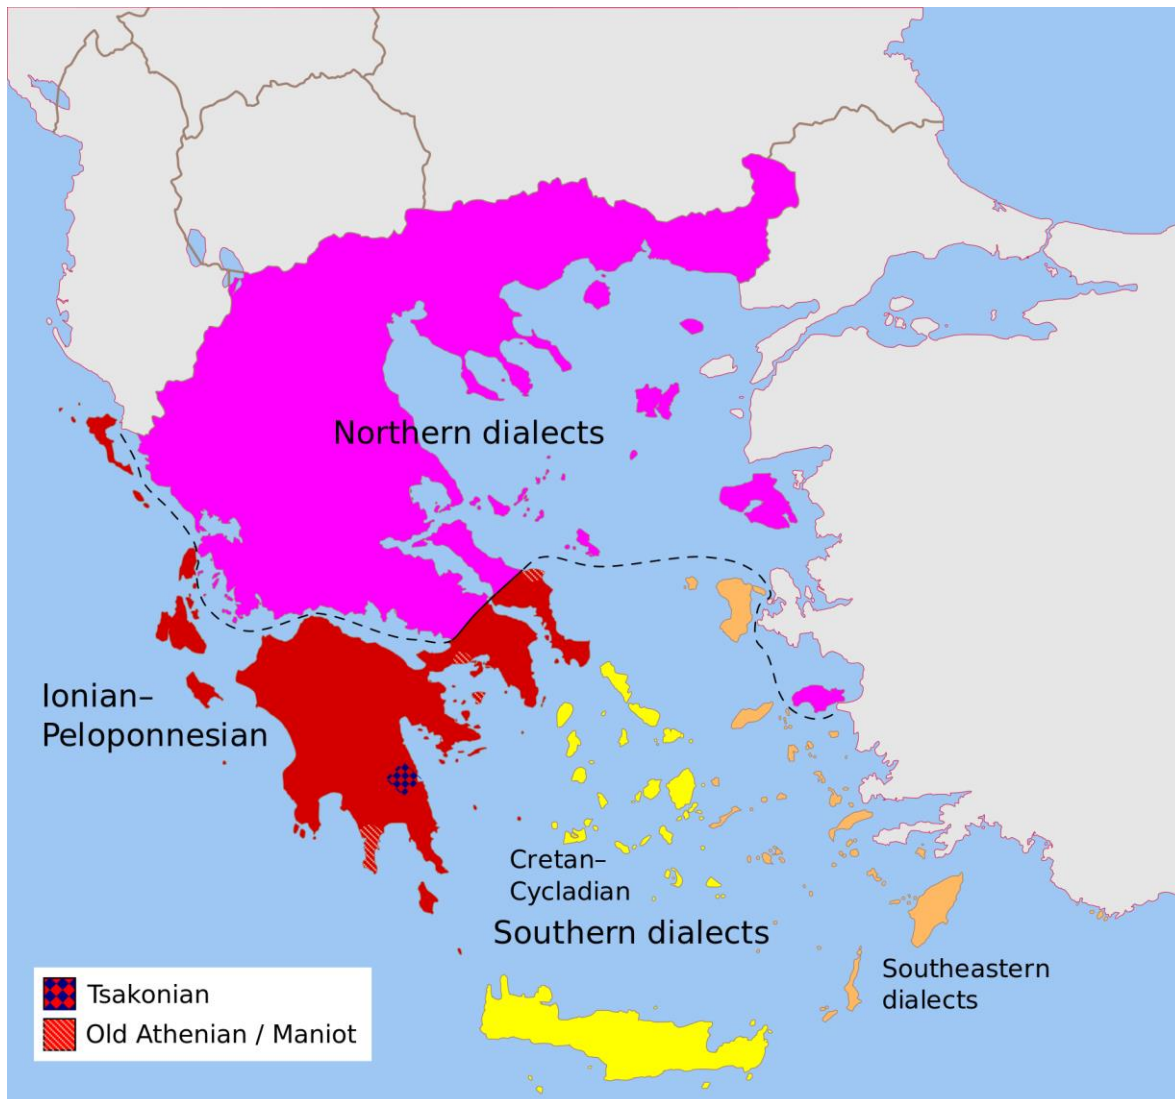 Northern dialects
Ionian–
Peloponnesian
Cretan–
Cycladian
Southern dialects
Southeastern
dialects
Tsakonian
Old Athenian / Maniot